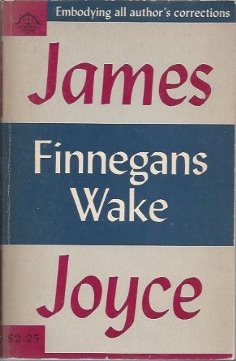 Embodying all author's corrections
James
Finnegans
Wake
Joyce
$2.25